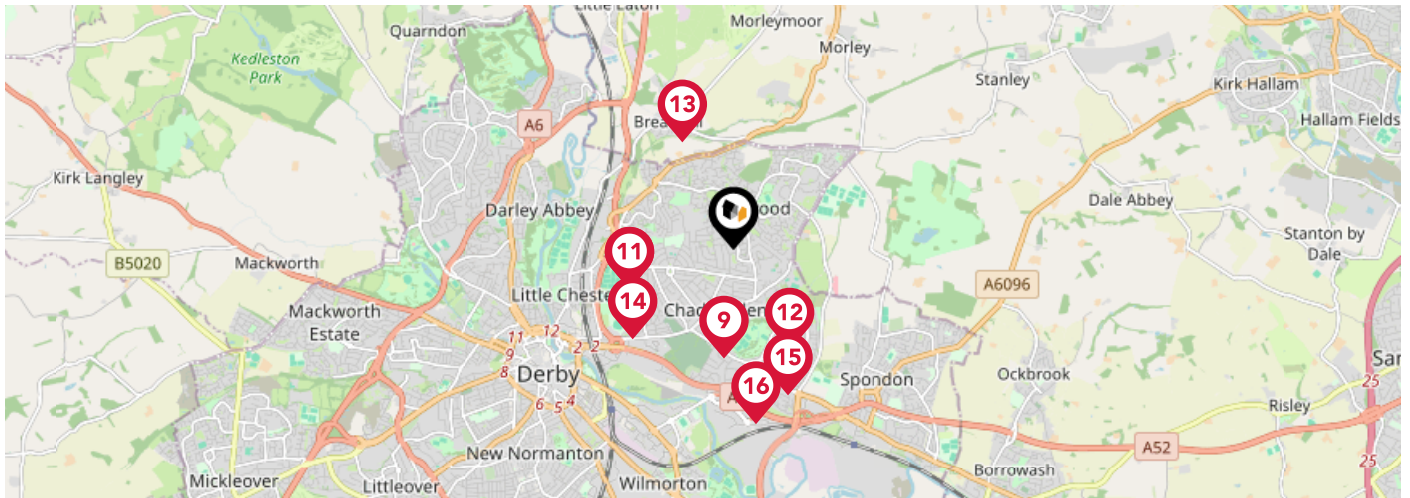 Little Eaton
Morleymoor
Quarndon
Morley
Kedleston
Park
Stanley
Kirk Hallam
13
A6
Hallam Fields
Kirk Langley
Dale Abbey
Darley Abbey
Stanton by
Dale
11
B5020
Mackworth
A6096
Little Cheste
14
Mackworth
Estate
9
12
11
12
2
2
9
15
8
Derby
Spondon
Ockbrook
25
16
6
5
4
Risley
A52
New Normanton
25
Mickleover
Littleover
Wilmorton
Borrowash